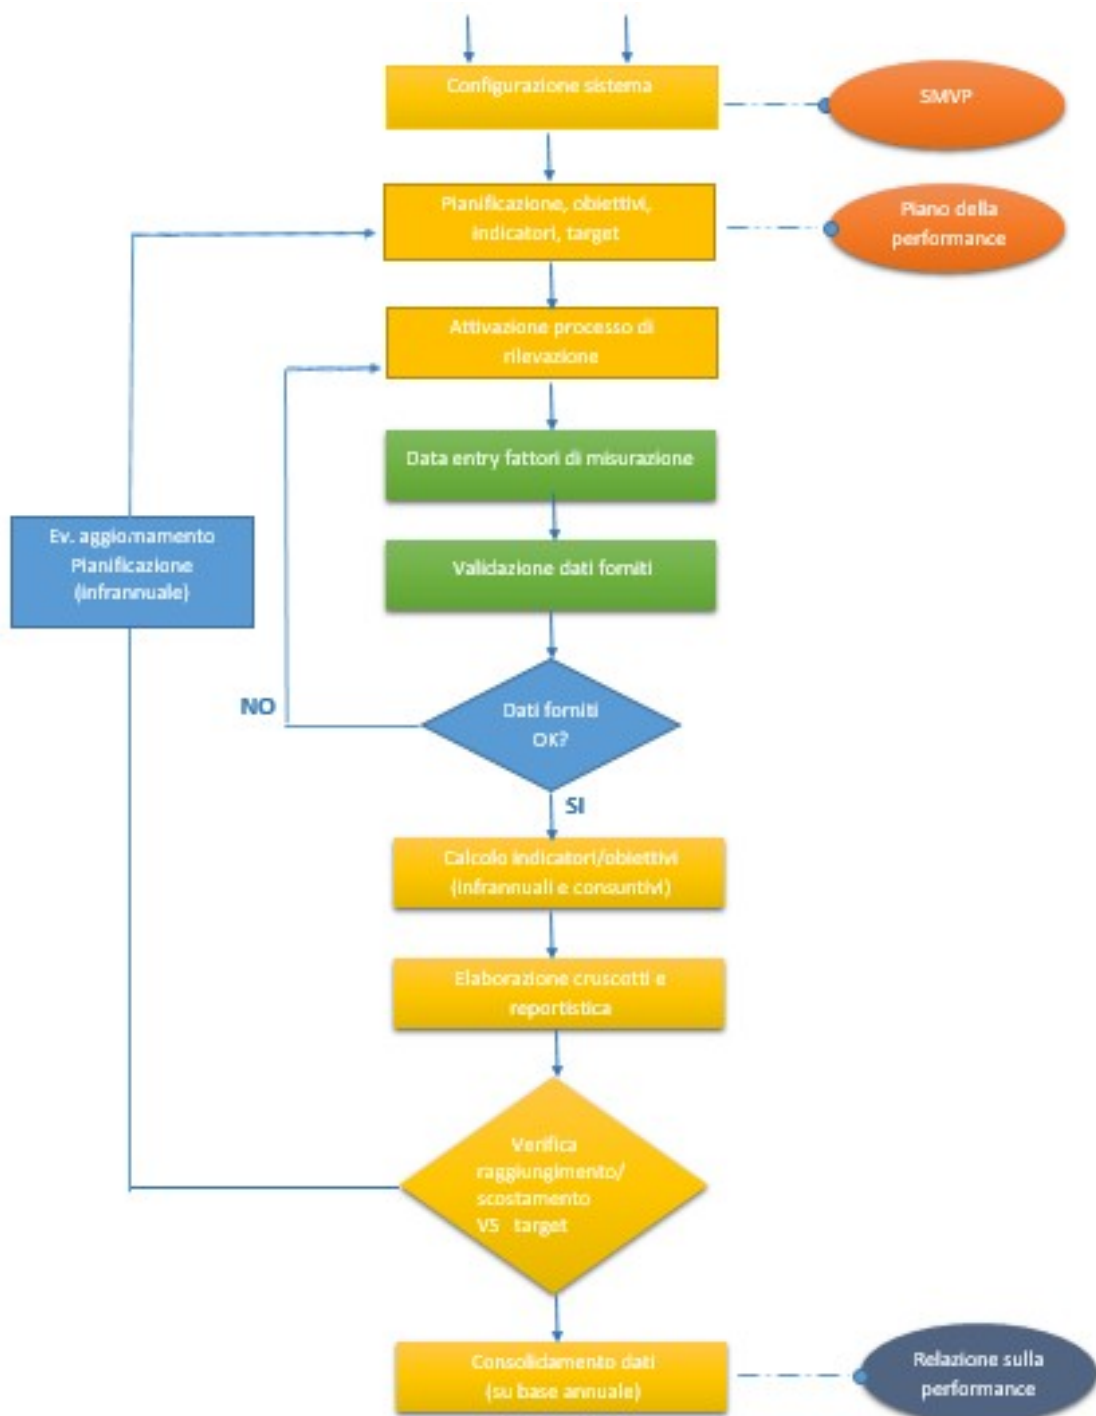 Configurazione sistema
SMVP
Pianificazione, obiettivi,
indicatori, target
Piano della
performance
Attivazione processo di
rilevazione
Data entry fattori di misurazione
Ev. aggiornamento
Pianificazione
(infrannuale)
Validazione dati forniti
NO
Dati forniti
OK?
SI
Calcolo indicatori/obiettivi
(infrannuali e consuntivi)
Elaborazione cruscotti e
reportistica
Verifica
raggiungimento/
scostamento
VS target
Consolidamento dati
(su base annuale)
Relazione sulla
performance